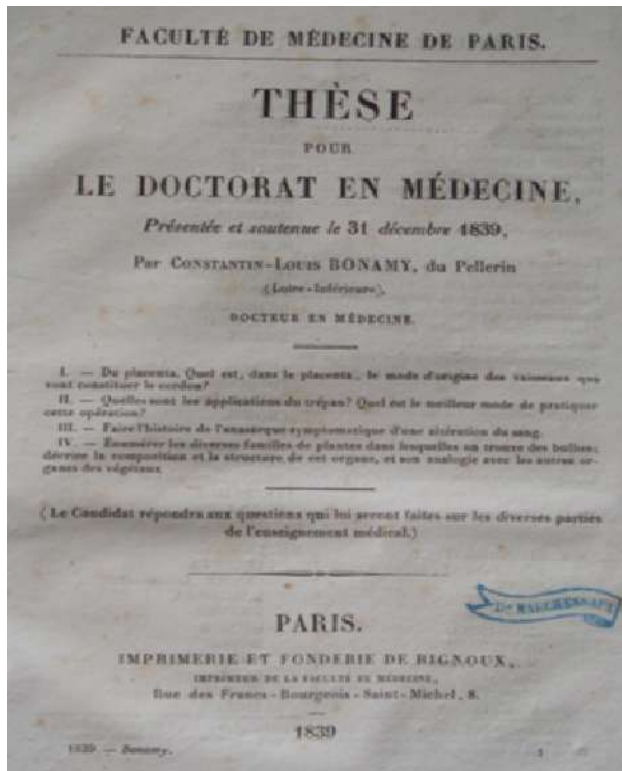 FACULTÉ DE MÉDECINE DE PARIS.
THÈSE
POUR
LE DOCTORAT EN MÉDECINE,
Présentée et soutenue le 31 décembre 1839,
Par CONSTANTIN-LOUIS BONAMY, du Pellerin
(Loire-Inférieure),
DOCTEUR EN MÉDECINE.
I. — Du placenta. Quel est, dans le placenta, le mode d'origine des vaisseaux qui
vont constituer le cordon?
II. — Quelles sont les applications du trépan? Quel est le meilleur mode de pratiquer
cette opération?
III. — Faire l'histoire de l'anasarque symptomatique d'une altération du sang.
IV. — Énumérer les diverses familles de plantes dans lesquelles on trouve des bulbes;
décrire la composition et la structure de cet organe, et son analogie avec les autres or-
ganes des végétaux
(Le Candidat répondra aux questions qui lui seront faites sur les diverses parties
de l'enseignement médical.)
PARIS.
IMPRIMERIE ET FONDERIE DE RIGNOUX,
IMPRIMEUR DE LA FACULTÉ DE MÉDECINE,
Rue des Francs-Bourgeois-Saint-Michel, 8.
1839
1839 — Bonamy. 1